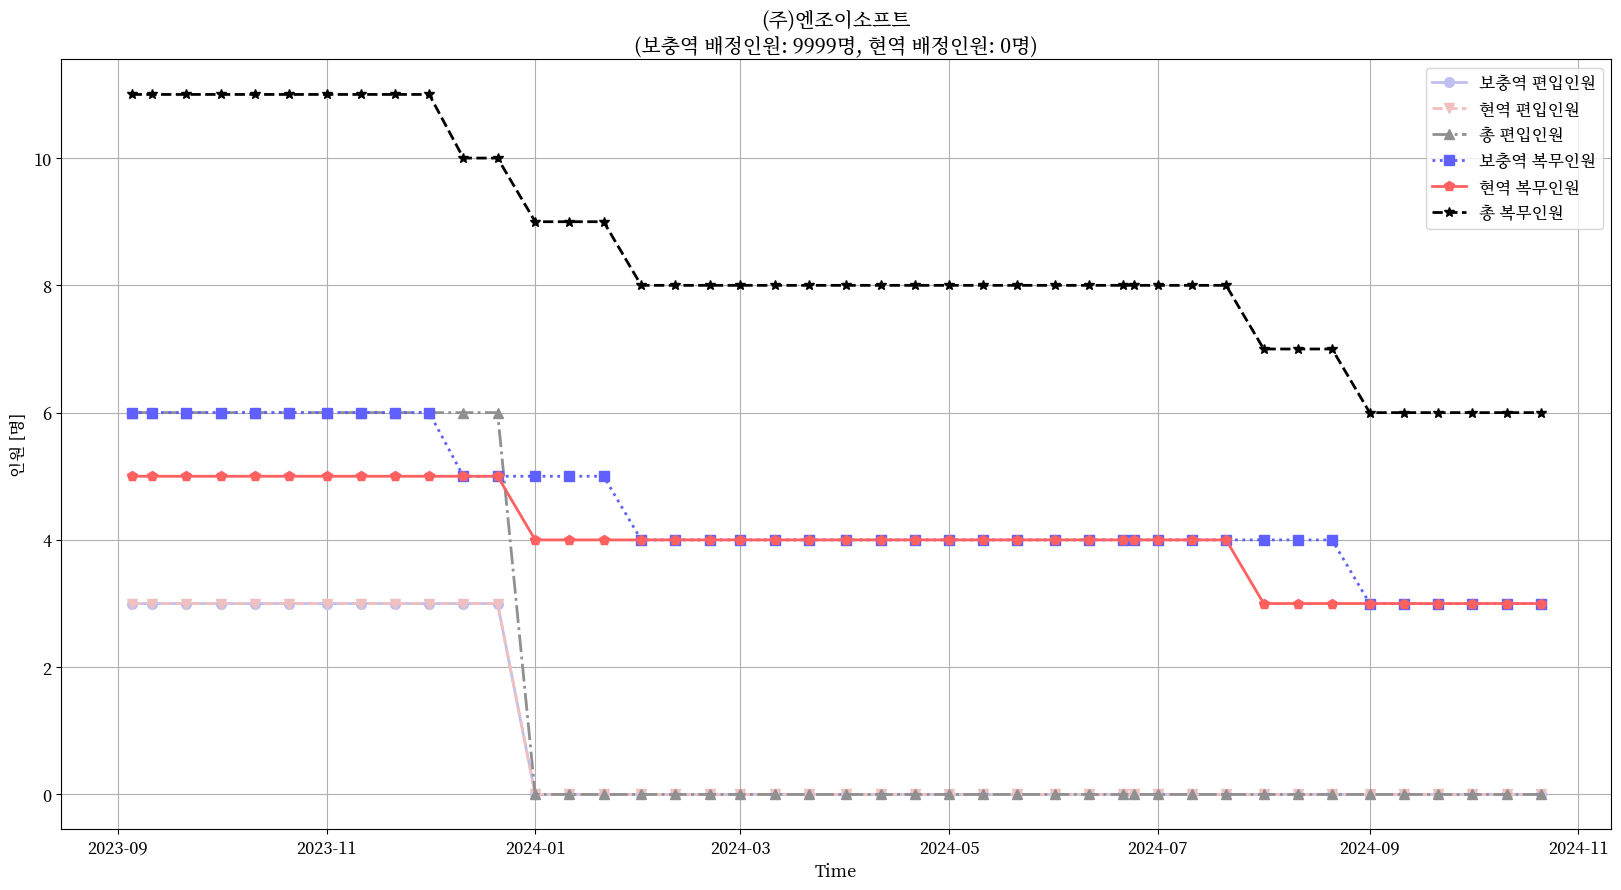 (주)엔조이소프트
(보충역 배정인원: 9999명, 현역 배정인원: 0명)
보충역 편입인원
현역 편입인원
총 편입인원
보충역 복무인원
현역 복무인원
총 복무인원
인원 [명]
10
8
6
4
2
0
2023-09
2023-11
2024-01
2024-03
2024-05
2024-07
2024-09
2024-11
Time